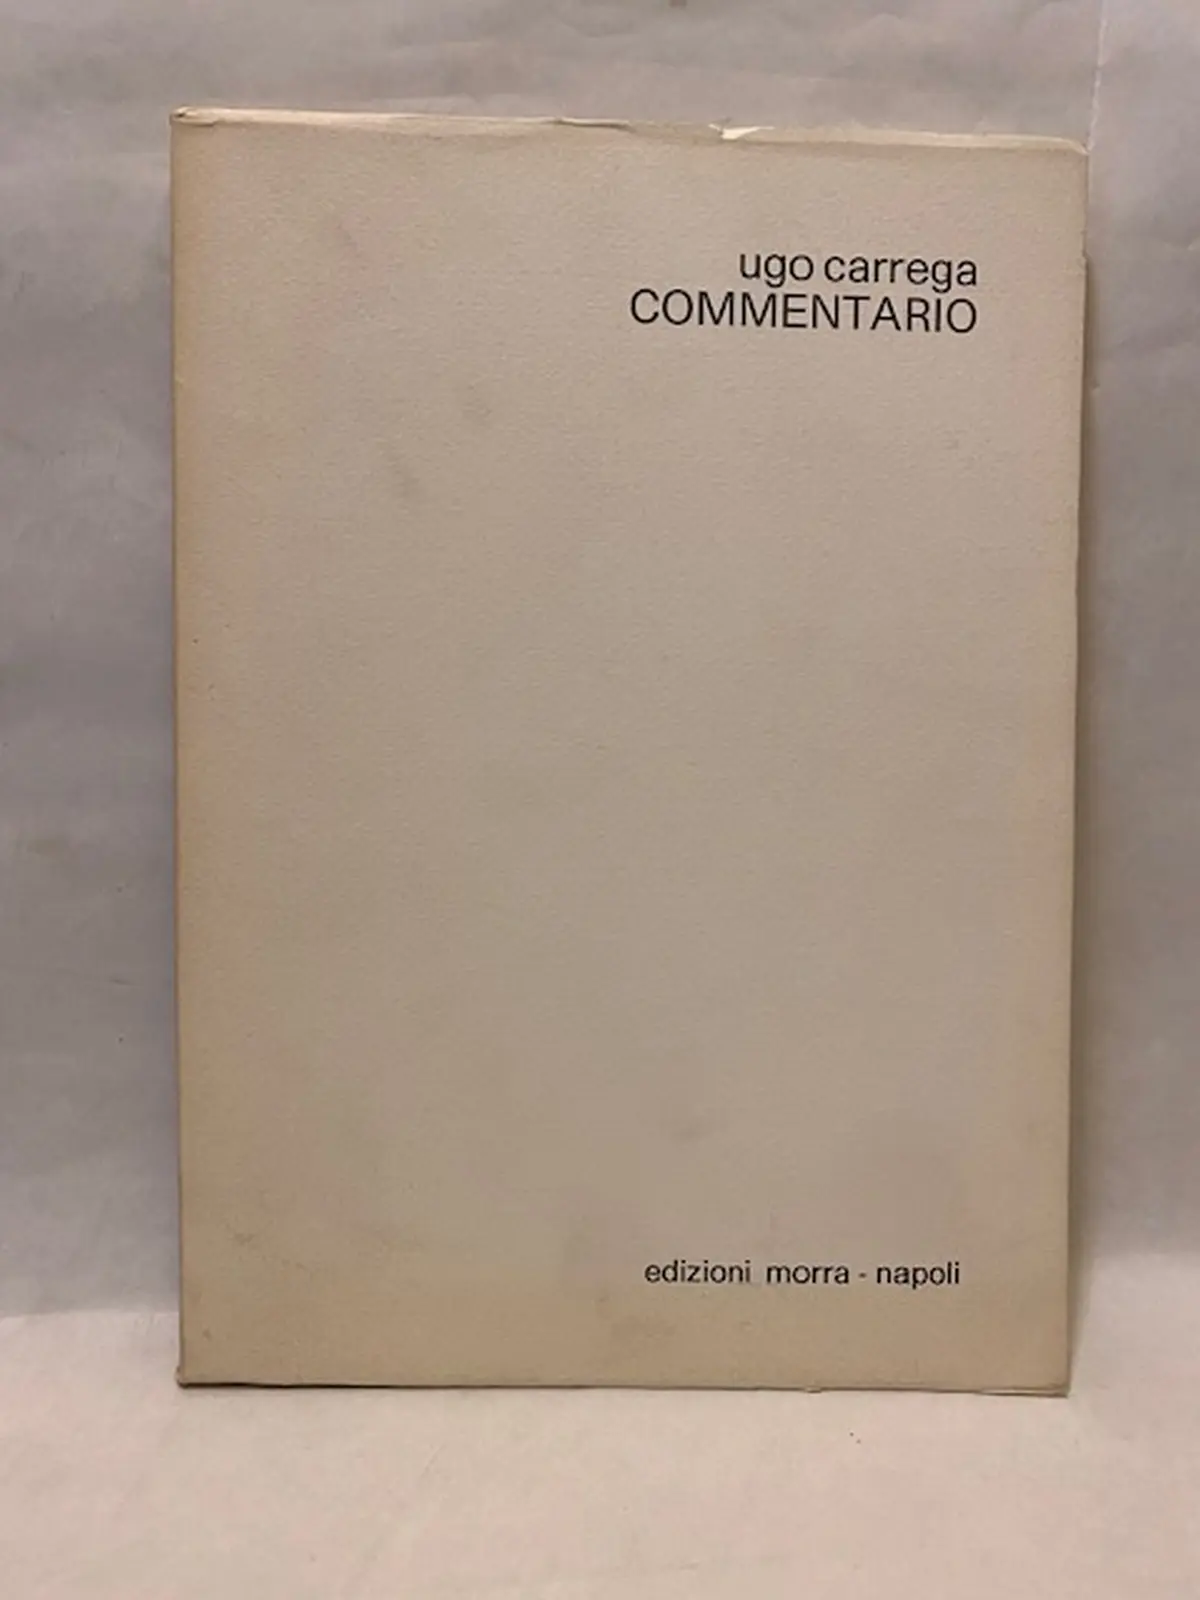 ugo carrega
COMMENTARIO
edizioni morra - napoli